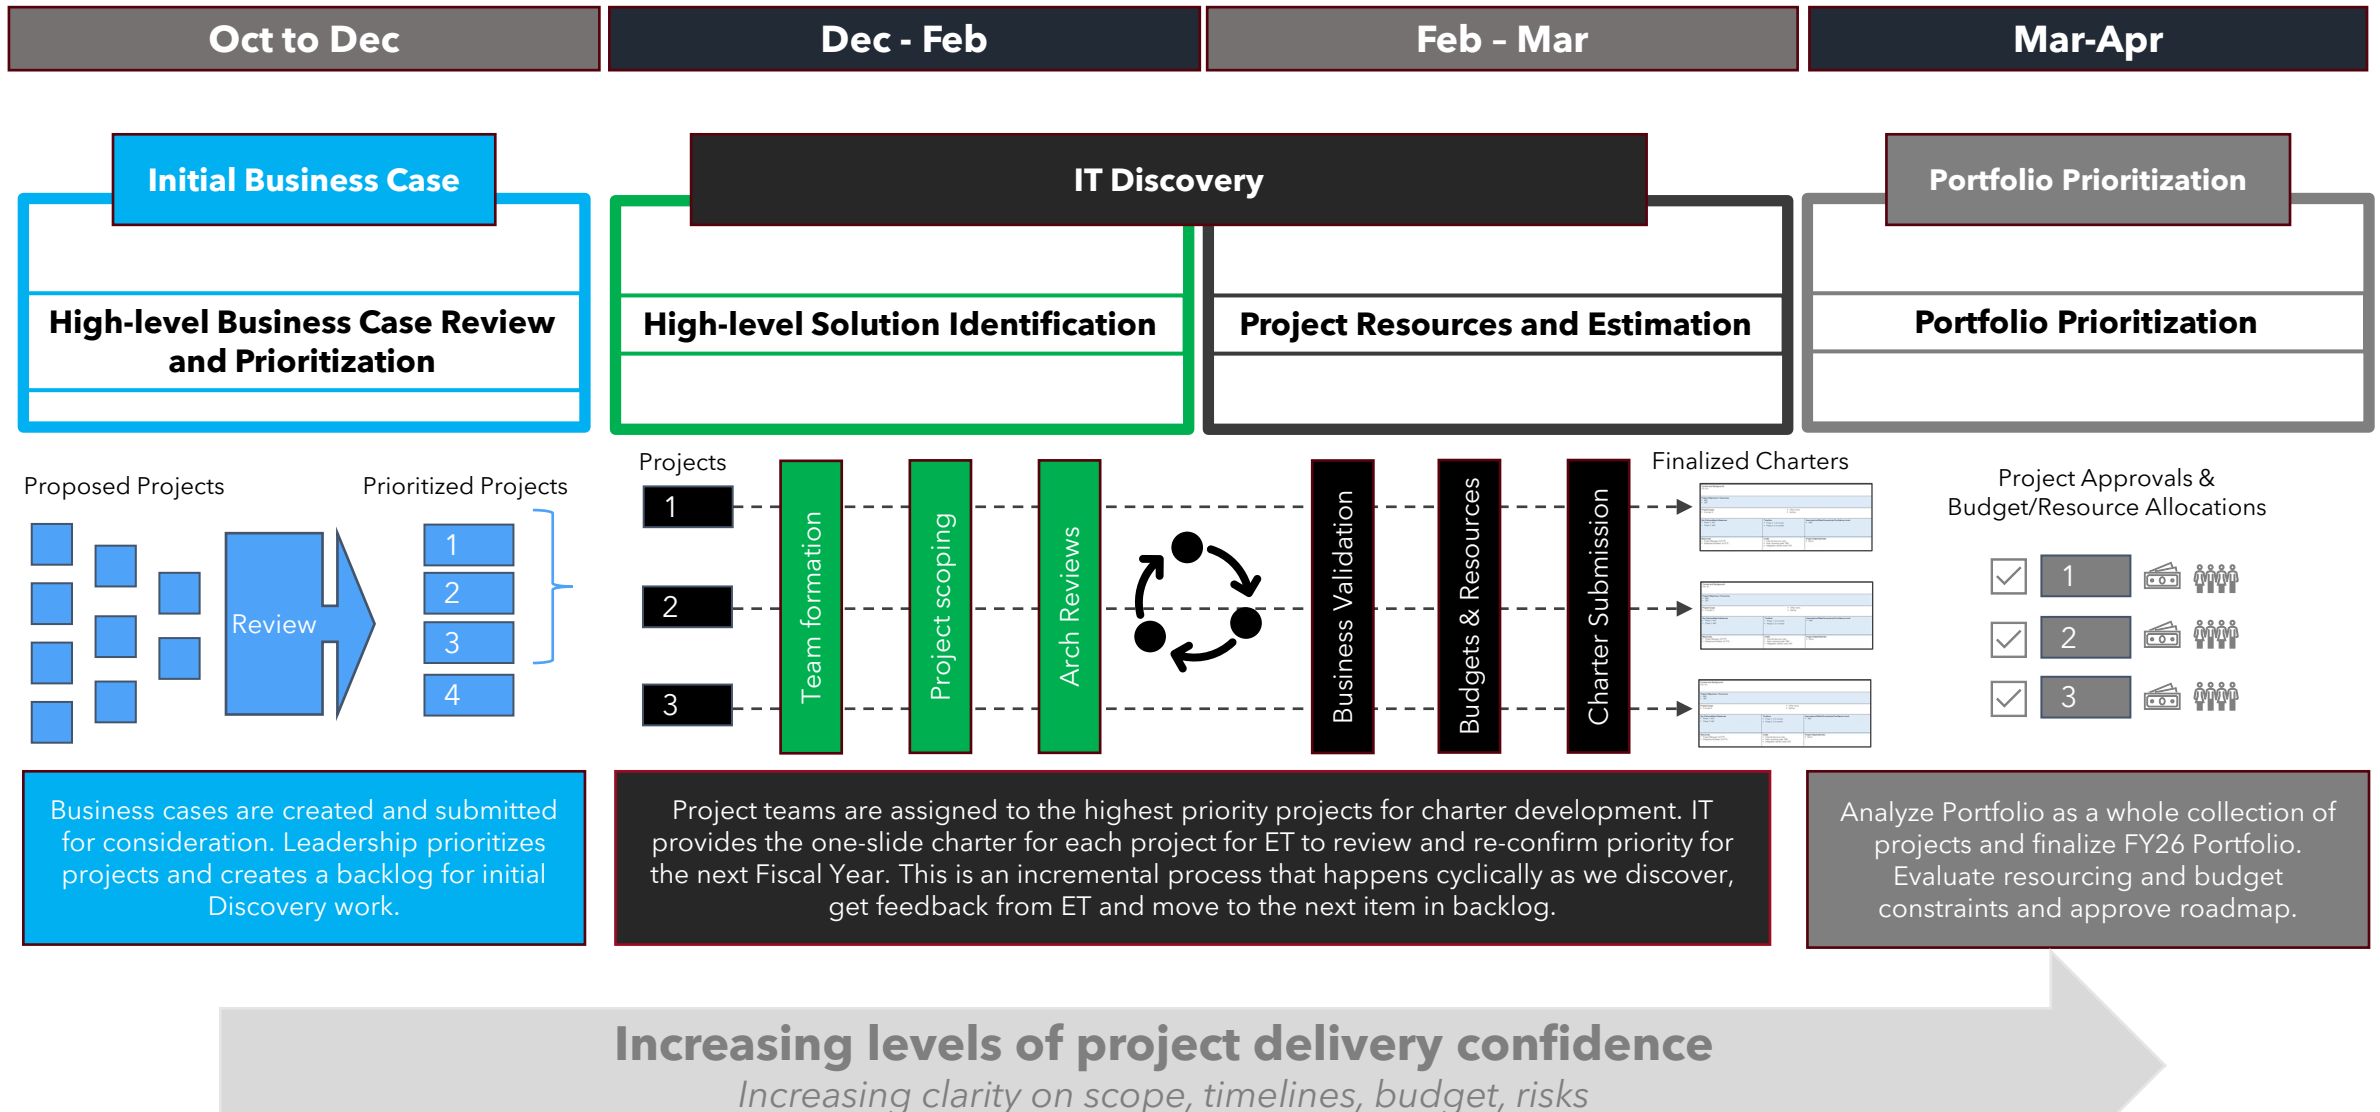 Oct to Dec
Dec - Feb
Feb – Mar
Mar-Apr
Initial Business Case
IT Discovery
Portfolio Prioritization
High-level Business Case Review
and Prioritization
High-level Solution Identification
Project Resources and Estimation
Portfolio Prioritization
Proposed Projects
Review
Prioritized Projects
1
2
3
4
Projects
1
2
3
Team formation
Project scoping
Arch Reviews
Business Validation
Budgets & Resources
Charter Submission
Finalized Charters
Project Approvals &
Budget/Resource Allocations
1
2
3
Business cases are created and submitted
for consideration. Leadership prioritizes
projects and creates a backlog for initial
Discovery work.
Project teams are assigned to the highest priority projects for charter development. IT
provides the one-slide charter for each project for ET to review and re-confirm priority for
the next Fiscal Year. This is an incremental process that happens cyclically as we discover,
get feedback from ET and move to the next item in backlog.
Analyze Portfolio as a whole collection of
projects and finalize FY26 Portfolio.
Evaluate resourcing and budget
constraints and approve roadmap.
Increasing levels of project delivery confidence
Increasing clarity on scope, timelines, budget, risks